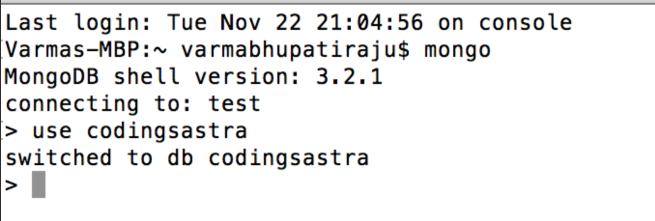 Last login: Tue Nov 22 21:04:56 on console
Varmas-MBP:~ varmabhupatiraju$ mongo
MongoDB shell version: 3.2.1
connecting to: test
> use codingsastra
switched to db codingsastra
>